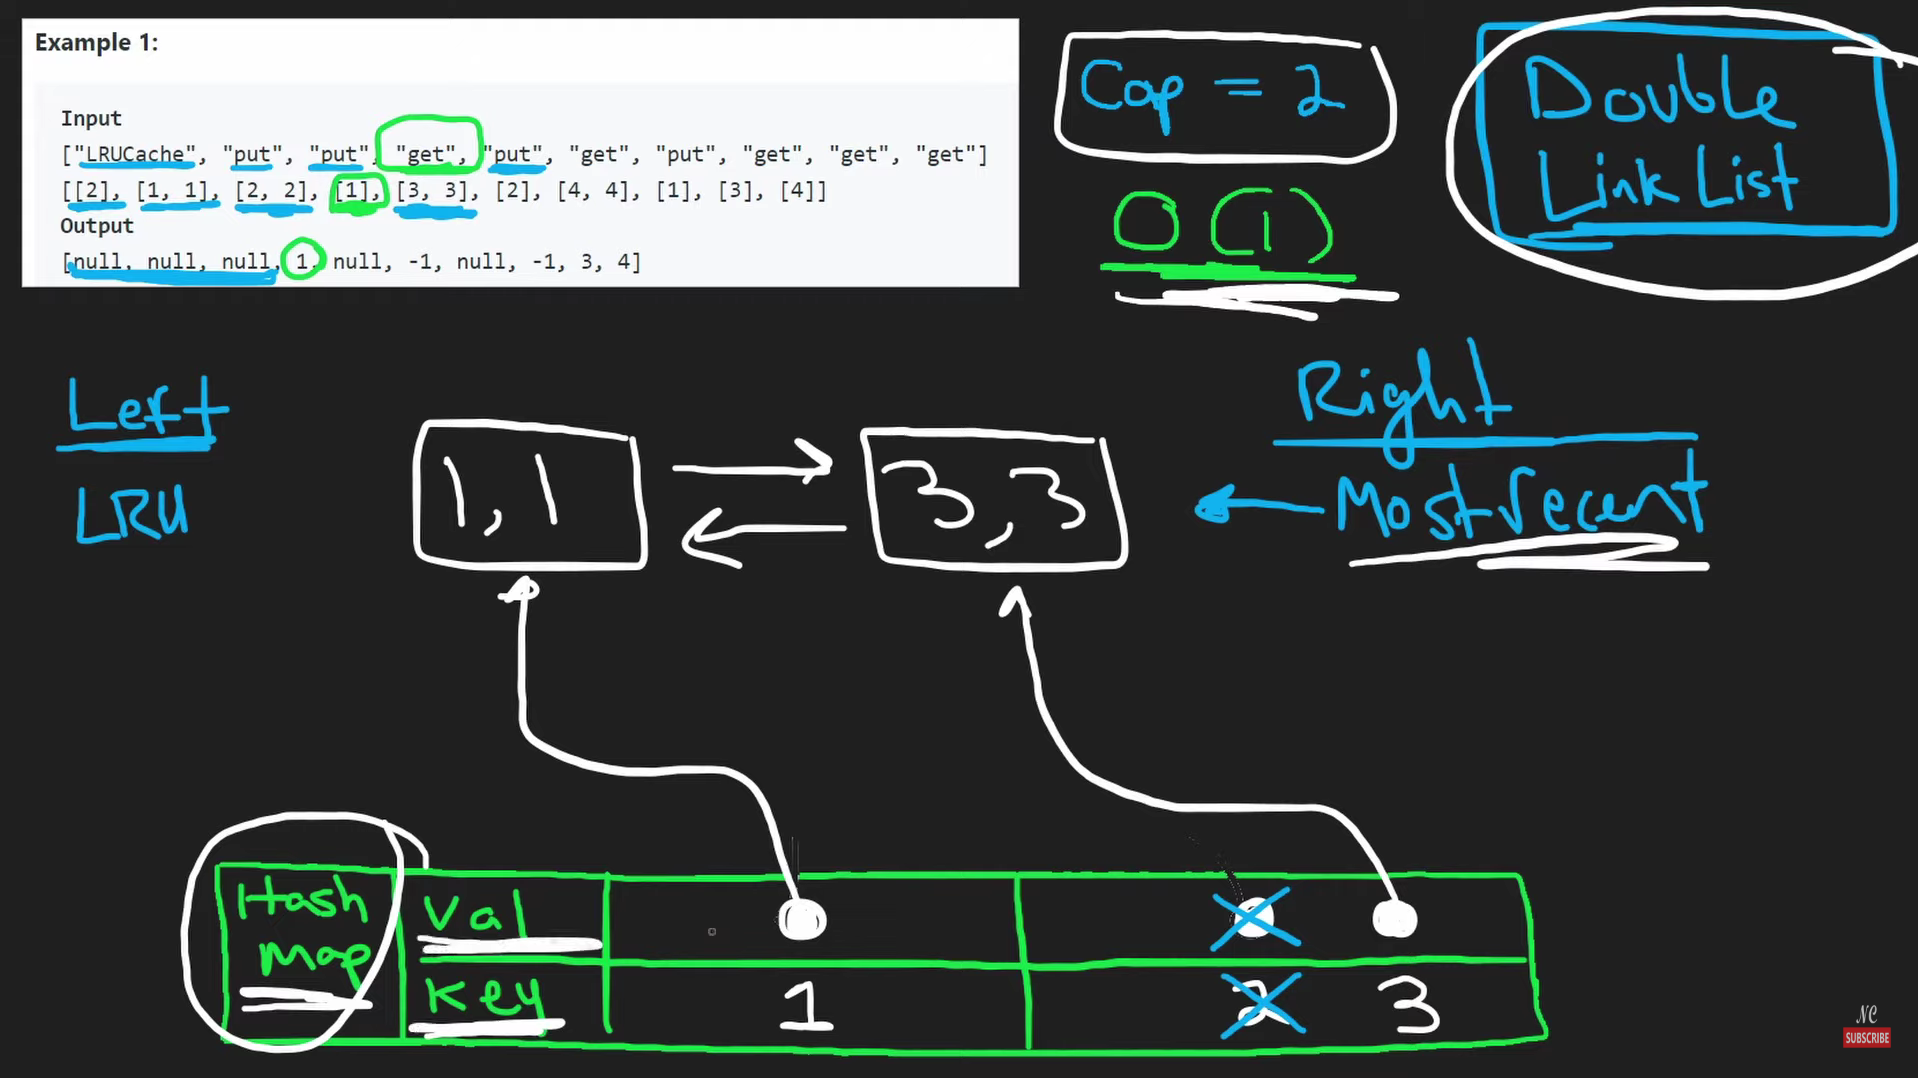 Example 1:
Input
["LRUCache", "put", "put", "get", "put", "get", "put", "get", "get", "get"]
[[2], [1, 1], [2, 2], [1], [3, 3], [2], [4, 4], [1], [3], [4]]
Output
[null, null, null, 1, null, -1, null, -1, 3, 4]
Cap = 2
O(1)
Double
Link List
Left
LRU
1,1
3,3
Right
Most recent
Hash
Map
Val
Key
1
2
3
NC
SUBSCRIBE